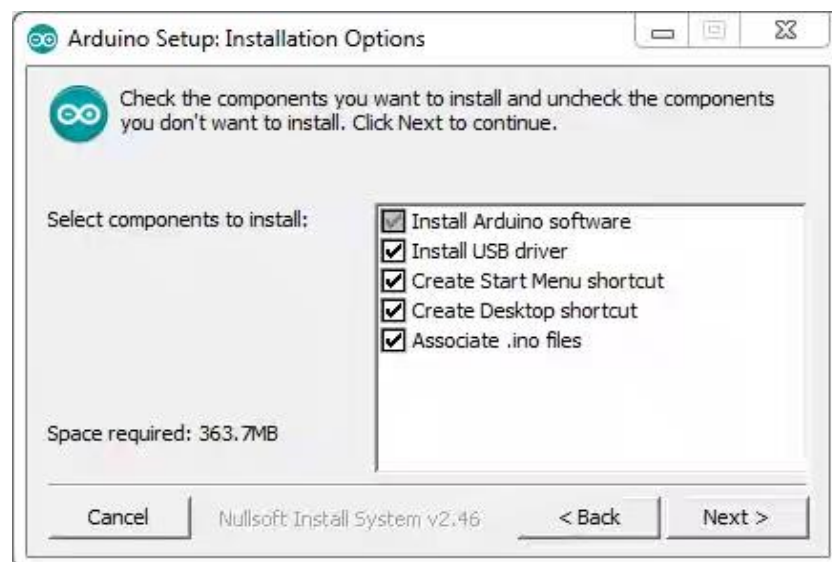 Arduino Setup: Installation Options
Check the components you want to install and uncheck the components
you don't want to install. Click Next to continue.
Select components to install:
Install Arduino software
Install USB driver
Create Start Menu shortcut
Create Desktop shortcut
Associate .ino files
Space required: 363.7MB
Cancel
Nullsoft Install System v2.46
< Back
Next >